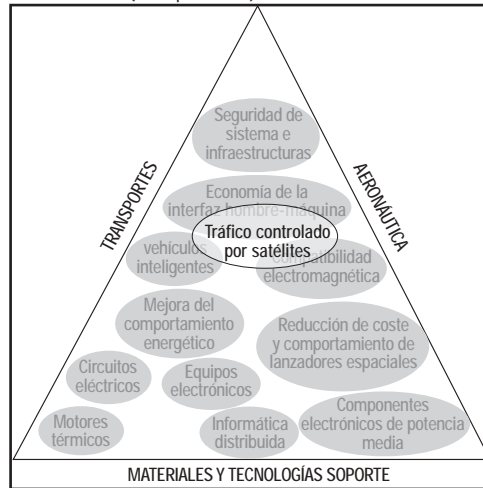 Seguridad de
sistema e
infraestructuras
TRANSPORTES
AERONÁUTICA
Economía de la
interfaz hombre-máquina
Tráfico controlado
por satélites
vehículos
inteligentes
Compatibilidad
electromagnética
Mejora del
comportamiento
energético
Reducción de coste
y comportamiento de
lanzadores espaciales
Circuitos
eléctricos
Equipos
electrónicos
Motores
térmicos
Informática
distribuida
Componentes
electrónicos de potencia
media
MATERIALES Y TECNOLOGÍAS SOPORTE